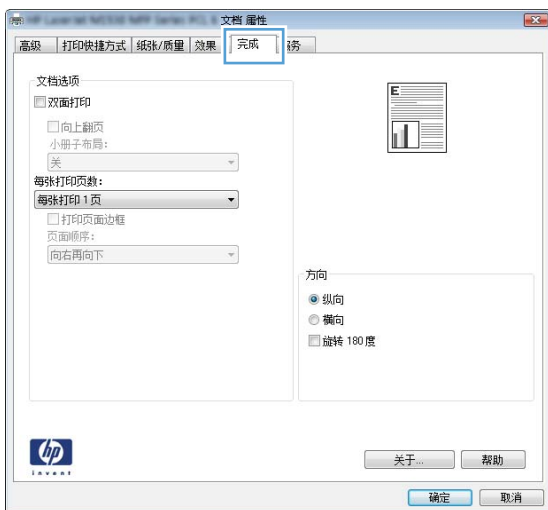 文档 属性
高级 打印快捷方式 纸张/质量 效果 完成 服务
文档选项
双面打印
向上翻页
小册子布局:
关
每张打印页数:
每张打印 1 页
打印页面边框
页面顺序:
向右再向下
E
方向
纵向
横向
旋转 180 度
hp
invent
关于...
帮助
确定
取消